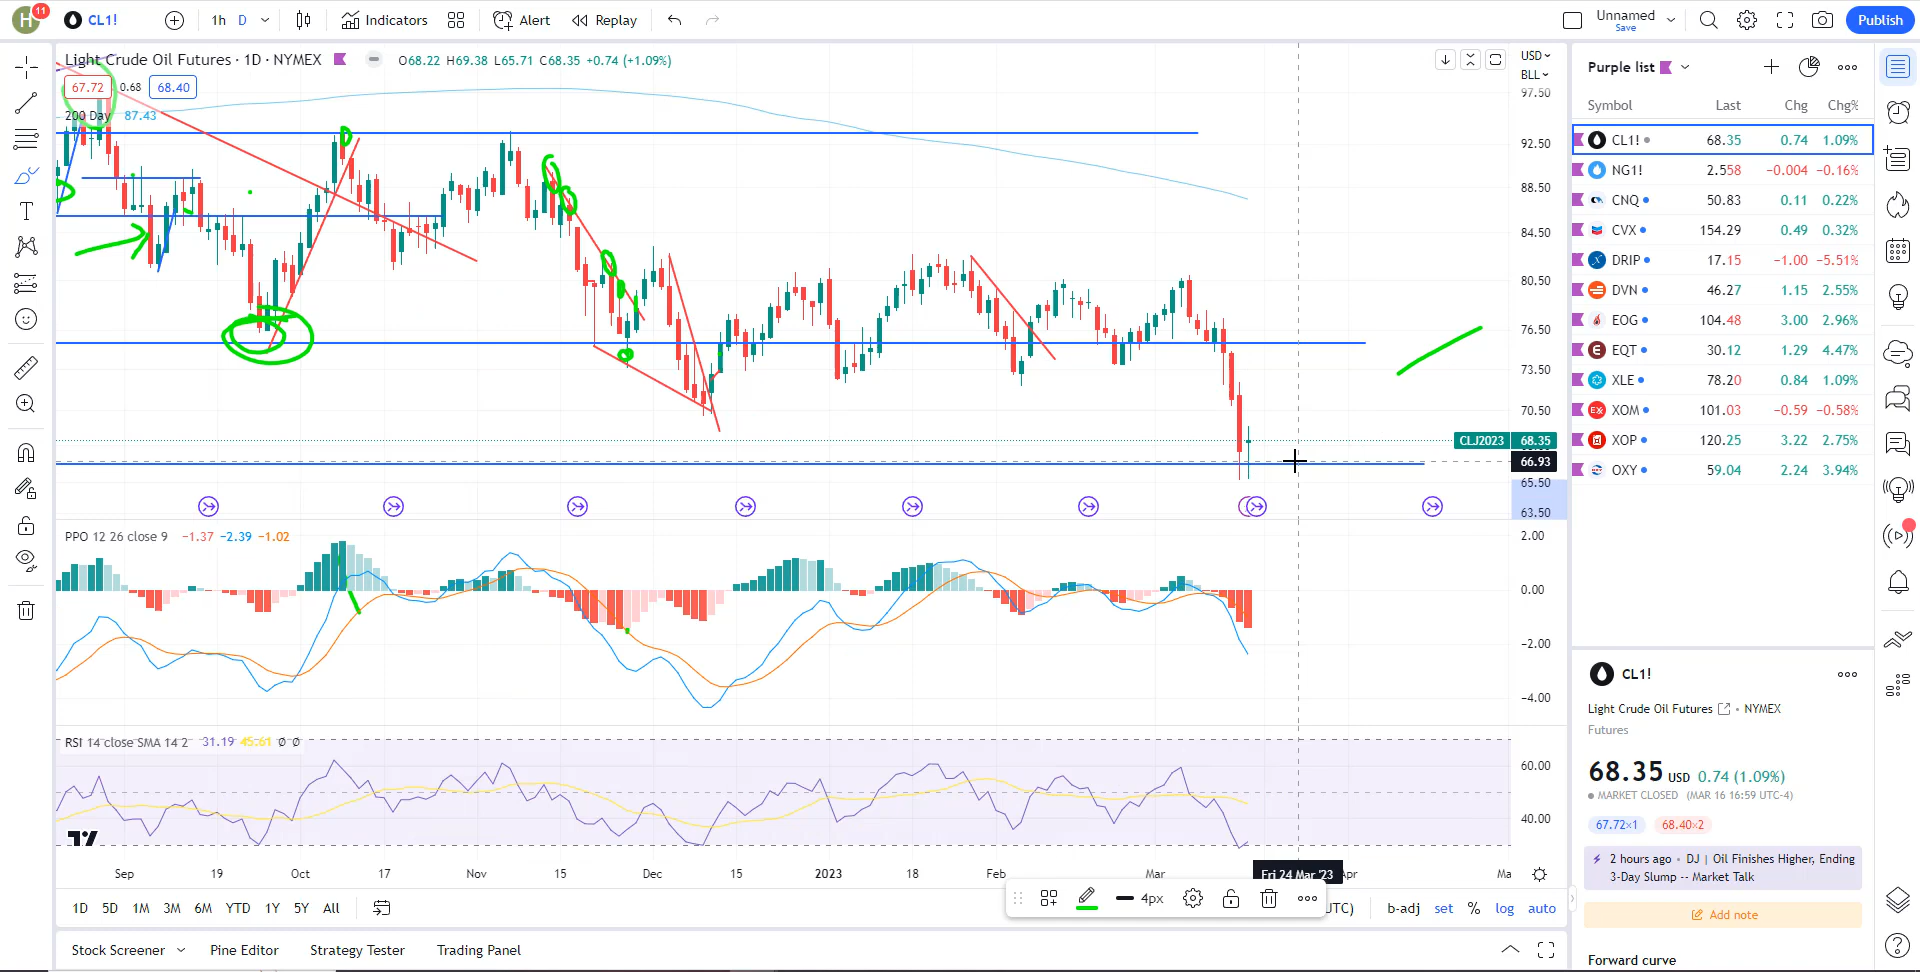 H 11 CL1! 1h D Indicators Alert Replay Unnamed Save Publish
Light Crude Oil Futures · 1D · NYMEX O68.22 H69.38 L65.71 C68.35 +0.74 (+1.09%)
67.72 0.68 68.40
200 Day 87.43
USD
BLL
97.50
92.50
88.50
84.50
80.50
76.50
73.50
70.50
CLJ2023 68.35
66.93
65.50
63.50
PPO 12 26 close 9 −1.37 −2.39 −1.02
2.00
0.00
−2.00
−4.00
RSI 14 close SMA 14 2 31.19 45.61 Ø Ø
60.00
40.00
Sep 19 Oct 17 Nov 15 Dec 15 2023 18 Feb Mar Fri 24 Mar '23 Apr Ma
4px
1D 5D 1M 3M 6M YTD 1Y 5Y All UTC) b-adj set % log auto
Stock Screener Pine Editor Strategy Tester Trading Panel
Purple list
Symbol Last Chg Chg%
CL1! 68.35 0.74 1.09%
NG1! 2.558 −0.004 −0.16%
CNQ 50.83 0.11 0.22%
CVX 154.29 0.49 0.32%
DRIP 17.15 −1.00 −5.51%
DVN 46.27 1.15 2.55%
EOG 104.48 3.00 2.96%
EQT 30.12 1.29 4.47%
XLE 78.20 0.84 1.09%
XOM 101.03 −0.59 −0.58%
XOP 120.25 3.22 2.75%
OXY 59.04 2.24 3.94%
CL1!
Light Crude Oil Futures • NYMEX
Futures
68.35 USD 0.74 (1.09%)
MARKET CLOSED (MAR 16 16:59 UTC-4)
67.72×1 68.40×2
2 hours ago • DJ | Oil Finishes Higher, Ending
3-Day Slump -- Market Talk
Add note
Forward curve